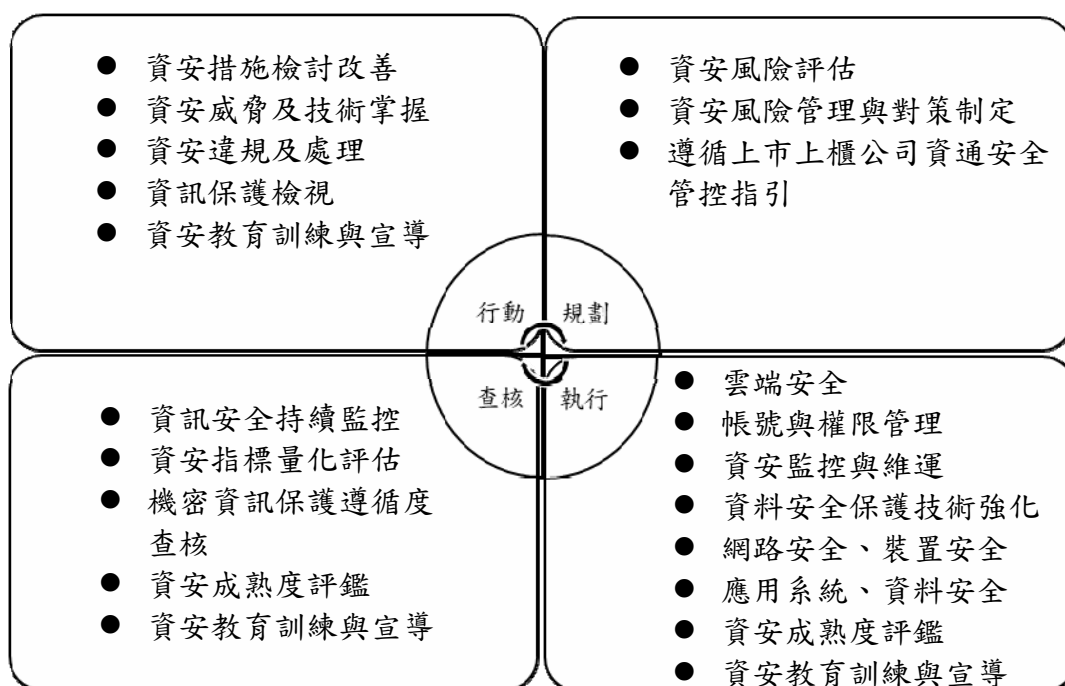 ● 資安措施檢討改善
● 資安威脅及技術掌握
● 資安違規及處理
● 資訊保護檢視
● 資安教育訓練與宣導
● 資安風險評估
● 資安風險管理與對策制定
● 遵循上市上櫃公司資通安全
管控指引
行動
規劃
查核
執行
● 資訊安全持續監控
● 資安指標量化評估
● 機密資訊保護遵循度
查核
● 資安成熟度評鑑
● 資安教育訓練與宣導
● 雲端安全
● 帳號與權限管理
● 資安監控與維運
● 資料安全保護技術強化
● 網路安全、裝置安全
● 應用系統、資料安全
● 資安成熟度評鑑
● 資安教育訓練與宣導